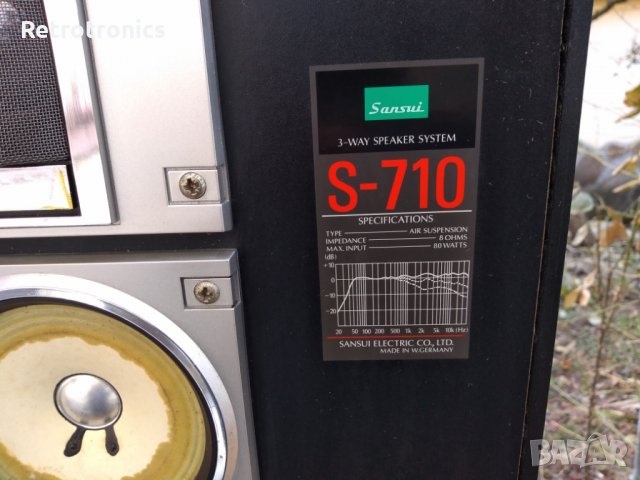 Retrotronics
Sansui
3-WAY SPEAKER SYSTEM
S-710
SPECIFICATIONS
TYPE AIR SUSPENSION
IMPEDANCE 8 OHMS
MAX. INPUT 80 WATTS
(dB)
+10
0
-10
-20
20 50 100 200 500 1k 2k 5k 10k (Hz)
SANSUI ELECTRIC CO., LTD.
MADE IN W.GERMANY
BAZAR